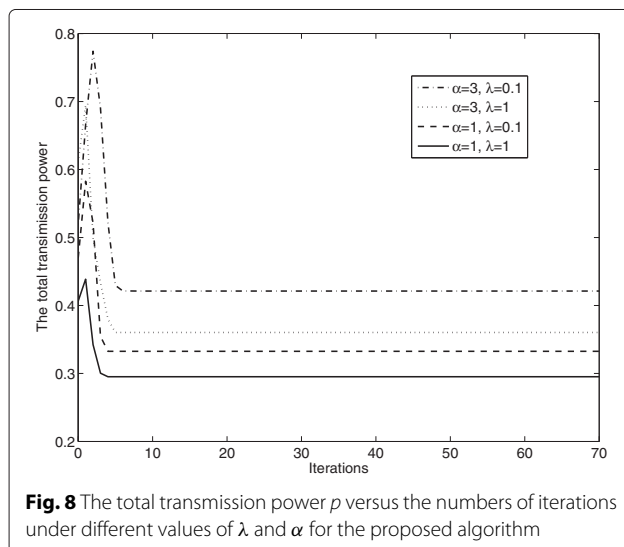 0.8
0.7
0.6
0.5
0.4
0.3
0.2
The total transimission power
α=3, λ=0.1
α=3, λ=1
α=1, λ=0.1
α=1, λ=1
0 10 20 30 40 50 60 70
Iterations
Fig. 8 The total transmission power p versus the numbers of iterations
under different values of λ and α for the proposed algorithm